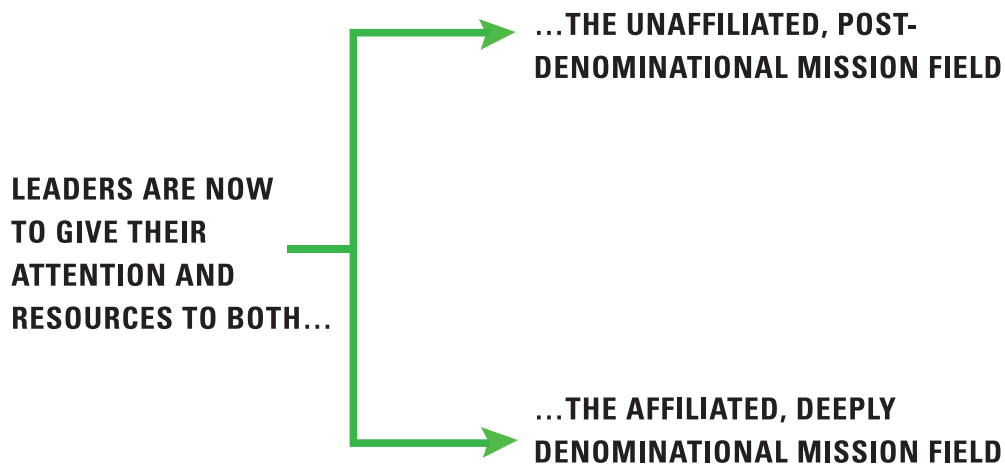 ...THE UNAFFILIATED, POST-
DENOMINATIONAL MISSION FIELD
LEADERS ARE NOW
TO GIVE THEIR
ATTENTION AND
RESOURCES TO BOTH...
...THE AFFILIATED, DEEPLY
DENOMINATIONAL MISSION FIELD